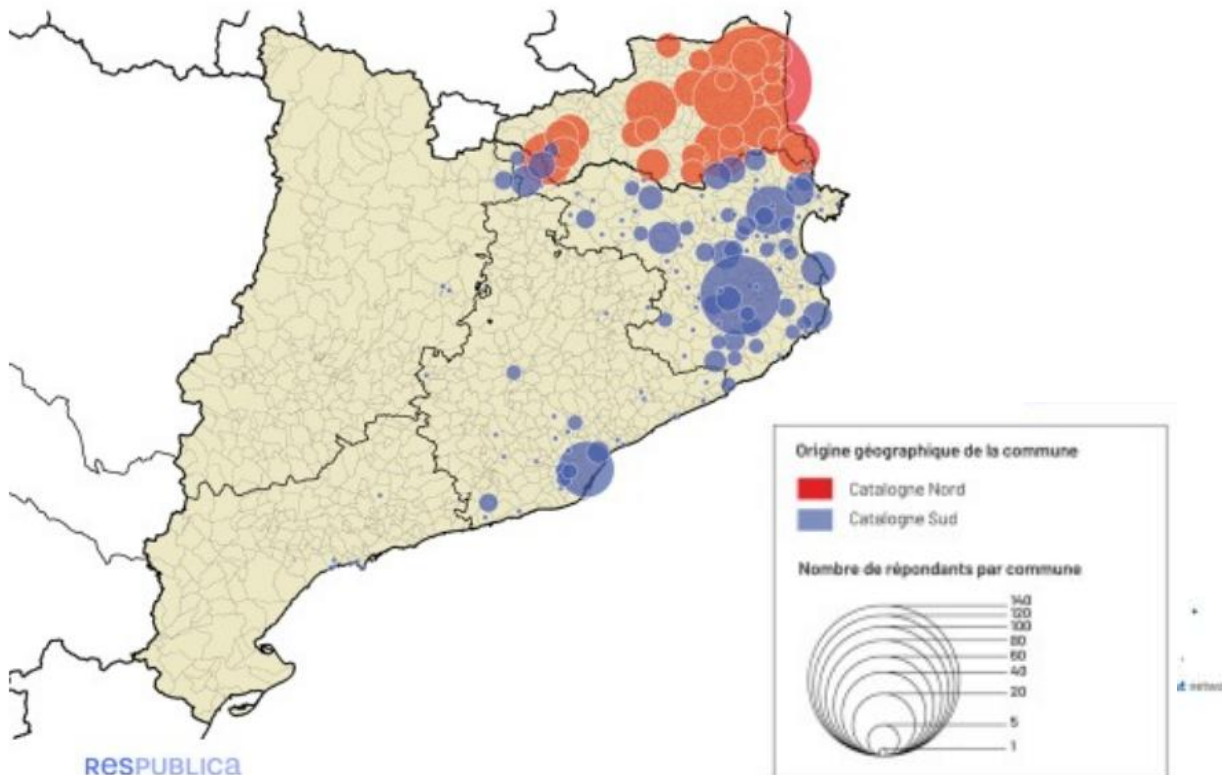 Origine géographique de la commune
Catalogne Nord
Catalogne Sud
Nombre de répondants par commune
140
120
100
80
60
40
20
5
1
RESPUBLICA